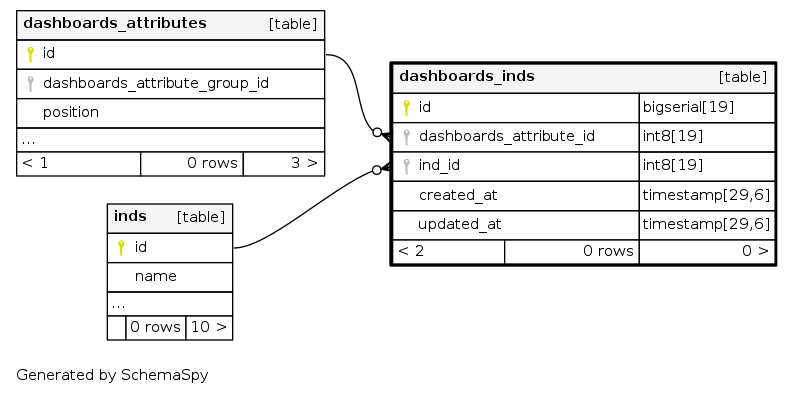 dashboards_attributes [table]
id
dashboards_attribute_group_id
position
...
< 1 0 rows 3 >
dashboards_inds [table]
id bigserial[19]
dashboards_attribute_id int8[19]
ind_id int8[19]
created_at timestamp[29,6]
updated_at timestamp[29,6]
< 2 0 rows 0 >
inds [table]
id
name
...
0 rows 10 >
Generated by SchemaSpy